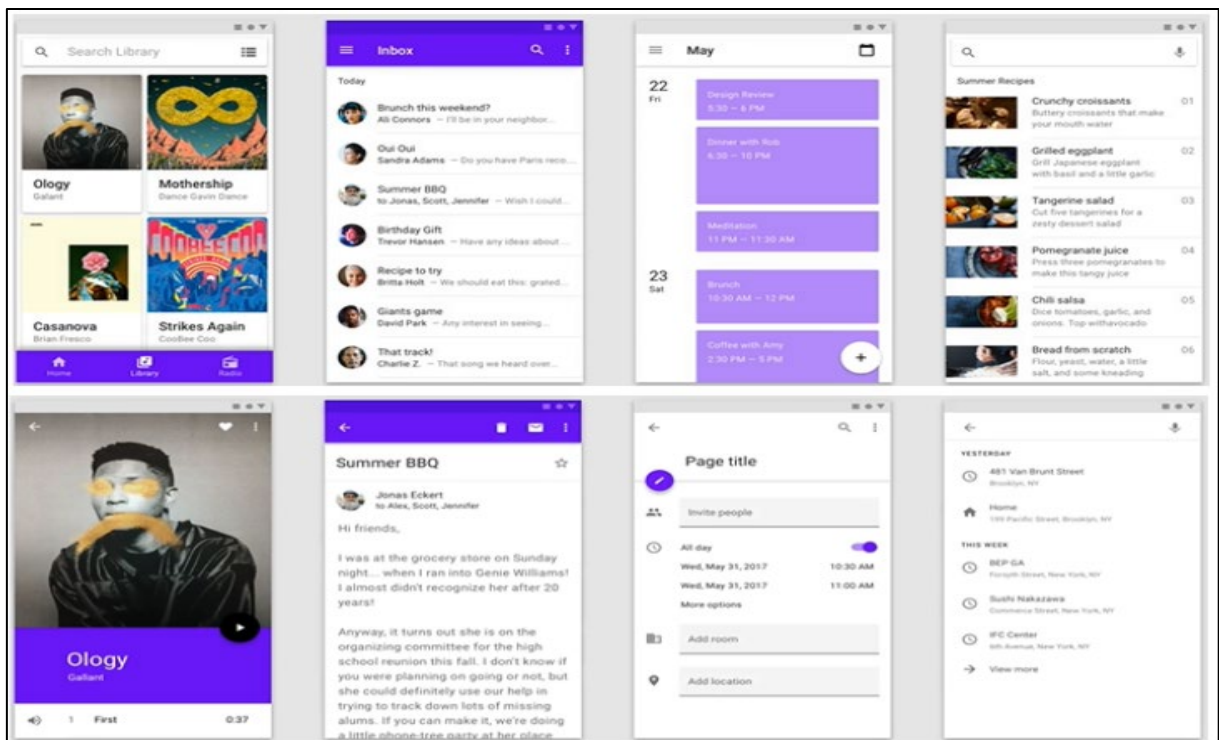 Search Library
Ology
Galant
Mothership
Dance Gavin Dance
Casanova
Brian Fresco
Strikes Again
CooBee Coo
Home
Library
Radio
Inbox
Today
Brunch this weekend?
Ali Connors — I'll be in your neighbor...
Oui Oui
Sandra Adams — Do you have Paris reco...
Summer BBQ
to Jonas, Scott, Jennifer — Wish I could...
Birthday Gift
Trevor Hansen — Have any ideas about...
Recipe to try
Britta Holt — We should eat this: grated...
Giants game
David Park — Any interest in seeing...
That track!
Charlie Z. — That song we heard over...
May
22
Fri
Design Review
5:30 — 6 PM
Dinner with Rob
6:30 — 10 PM
Meditation
11 PM — 11:30 AM
23
Sat
Brunch
10:30 AM — 12 PM
Coffee with Amy
2:30 PM — 5 PM
Summer Recipes
Crunchy croissants 01
Buttery croissants that make
your mouth water
Grilled eggplant 02
Grill Japanese eggplant
with basil and a little garlic
Tangerine salad 03
Cut five tangerines for a
zesty dessert salad
Pomegranate juice 04
Press three pomegranates to
make this tangy juice
Chili salsa 05
Dice tomatoes, garlic, and
onions. Top withavocado
Bread from scratch 06
Flour, yeast, water, a little
salt, and some kneading
Ology
Gallant
1 First 0:37
Summer BBQ
Jonas Eckert
to Alex, Scott, Jennifer
Hi friends,
I was at the grocery store on Sunday
night... when I ran into Genie Williams!
I almost didn't recognize her after 20
years!
Anyway, it turns out she is on the
organizing committee for the high
school reunion this fall. I don't know if
you were planning on going or not, but
she could definitely use our help in
trying to track down lots of missing
alums. If you can make it, we're doing
a little phone-tree party at her place
Page title
Invite people
All day
Wed, May 31, 2017 10:30 AM
Wed, May 31, 2017 11:00 AM
More options
Add room
Add location
YESTERDAY
481 Van Brunt Street
Brooklyn, NY
Home
199 Pacific Street, Brooklyn, NY
THIS WEEK
BEP GA
Forsyth Street, New York, NY
Sushi Nakazawa
Commerce Street, New York, NY
IFC Center
6th Avenue, New York, NY
View more